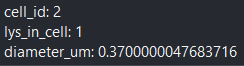 cell_id: 2
lys_in_cell: 1
diameter_um: 0.3700000047683716